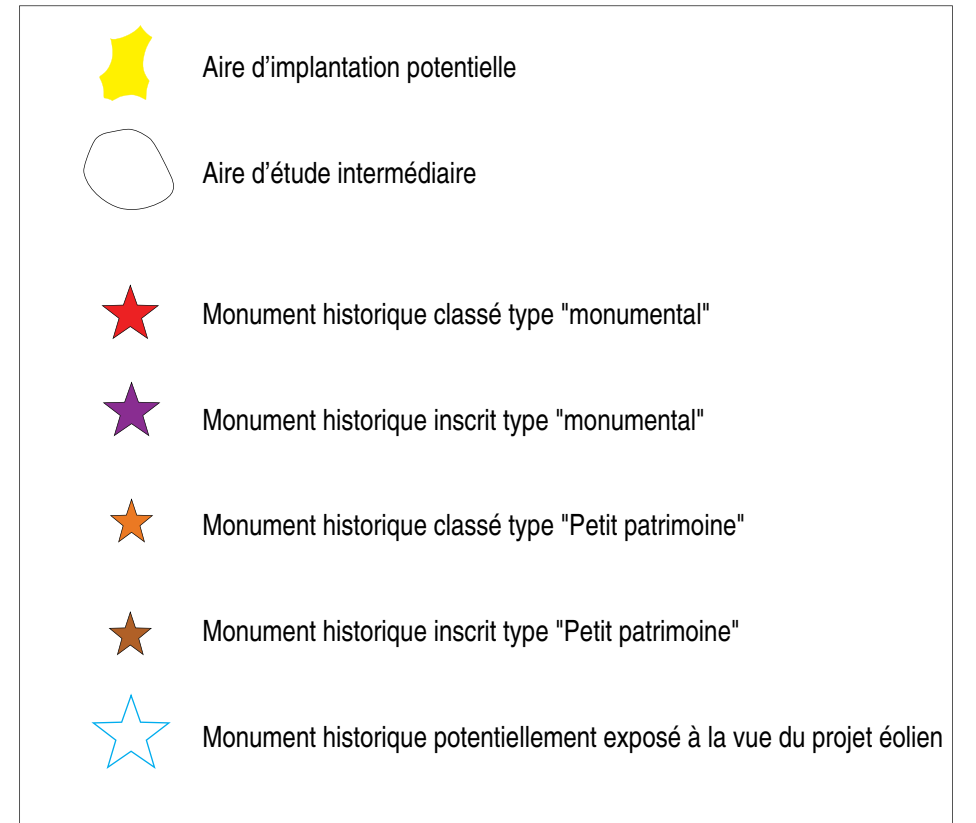 Aire d’implantation potentielle
Aire d’étude intermédiaire
Monument historique classé type "monumental"
Monument historique inscrit type "monumental"
Monument historique classé type "Petit patrimoine"
Monument historique inscrit type "Petit patrimoine"
Monument historique potentiellement exposé à la vue du projet éolien